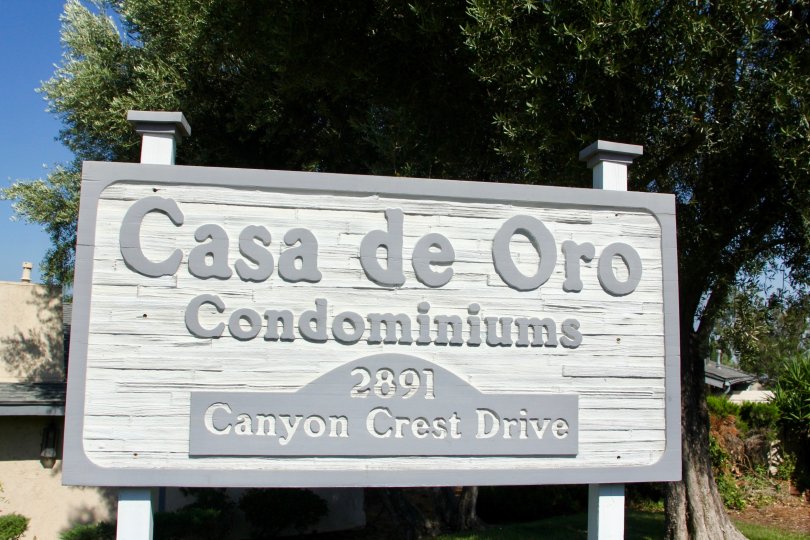 Casa de Oro
Condominiums
2891
Canyon Crest Drive